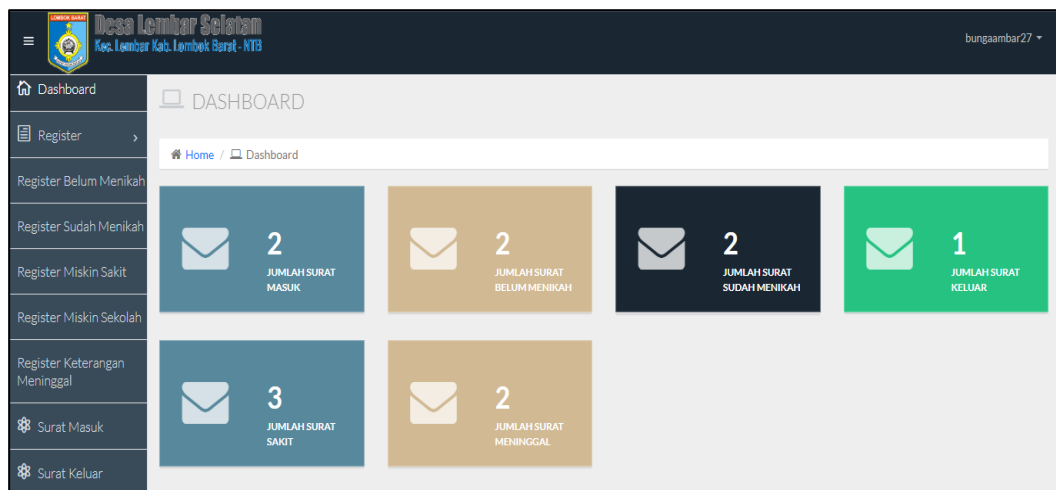 LOMBOK BARAT
Desa Lembar Selatan
Kec. Lembar Kab. Lombok Barat - NTB
bungaambar27
Dashboard
Register
Register Belum Menikah
Register Sudah Menikah
Register Miskin Sakit
Register Miskin Sekolah
Register Keterangan
Meninggal
Surat Masuk
Surat Keluar
DASHBOARD
Home / Dashboard
2
JUMLAH SURAT
MASUK
2
JUMLAH SURAT
BELUM MENIKAH
2
JUMLAH SURAT
SUDAH MENIKAH
1
JUMLAH SURAT
KELUAR
3
JUMLAH SURAT
SAKIT
2
JUMLAH SURAT
MENINGGAL